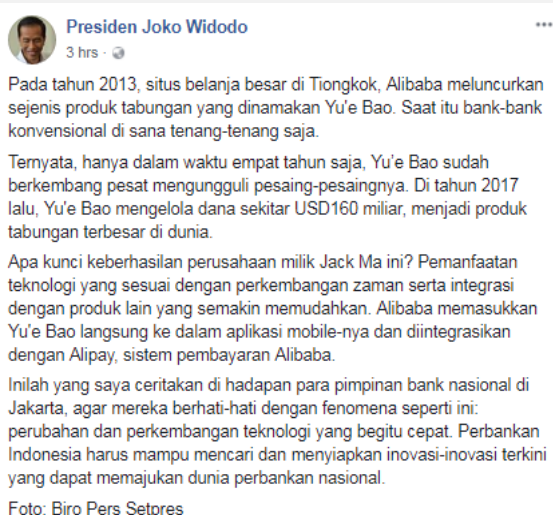 Presiden Joko Widodo
3 hrs ·
Pada tahun 2013, situs belanja besar di Tiongkok, Alibaba meluncurkan
sejenis produk tabungan yang dinamakan Yu'e Bao. Saat itu bank-bank
konvensional di sana tenang-tenang saja.
Ternyata, hanya dalam waktu empat tahun saja, Yu'e Bao sudah
berkembang pesat mengungguli pesaing-pesaingnya. Di tahun 2017
lalu, Yu'e Bao mengelola dana sekitar USD160 miliar, menjadi produk
tabungan terbesar di dunia.
Apa kunci keberhasilan perusahaan milik Jack Ma ini? Pemanfaatan
teknologi yang sesuai dengan perkembangan zaman serta integrasi
dengan produk lain yang semakin memudahkan. Alibaba memasukkan
Yu'e Bao langsung ke dalam aplikasi mobile-nya dan diintegrasikan
dengan Alipay, sistem pembayaran Alibaba.
Inilah yang saya ceritakan di hadapan para pimpinan bank nasional di
Jakarta, agar mereka berhati-hati dengan fenomena seperti ini:
perubahan dan perkembangan teknologi yang begitu cepat. Perbankan
Indonesia harus mampu mencari dan menyiapkan inovasi-inovasi terkini
yang dapat memajukan dunia perbankan nasional.
Foto: Biro Pers Setpres